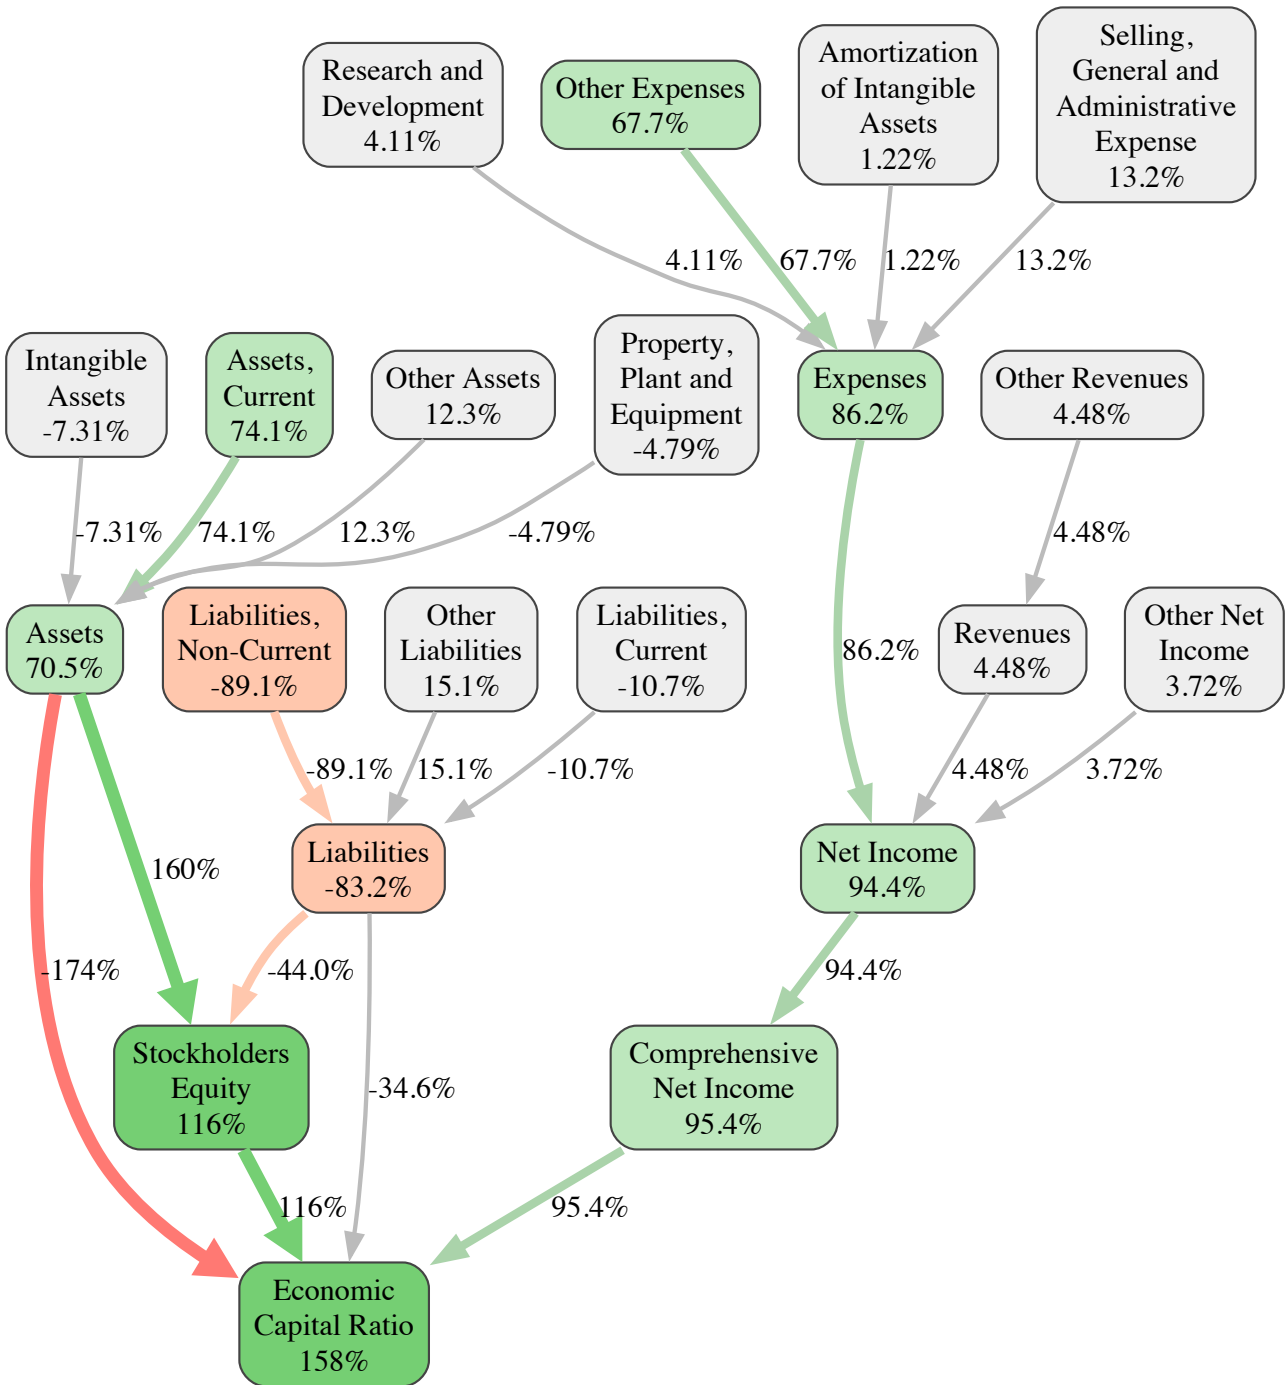 Research and
Development
4.11%
Other Expenses
67.7%
Amortization
of Intangible
Assets
1.22%
Selling,
General and
Administrative
Expense
13.2%
4.11%
67.7%
1.22%
13.2%
Intangible
Assets
-7.31%
Assets,
Current
74.1%
Other Assets
12.3%
Property,
Plant and
Equipment
-4.79%
Expenses
86.2%
Other Revenues
4.48%
-7.31%
74.1%
12.3%
-4.79%
4.48%
Assets
70.5%
Liabilities,
Non-Current
-89.1%
Other
Liabilities
15.1%
Liabilities,
Current
-10.7%
86.2%
Revenues
4.48%
Other Net
Income
3.72%
-89.1%
15.1%
-10.7%
4.48%
3.72%
160%
Liabilities
-83.2%
Net Income
94.4%
-174%
-44.0%
94.4%
Stockholders
Equity
116%
-34.6%
Comprehensive
Net Income
95.4%
116%
95.4%
Economic
Capital Ratio
158%